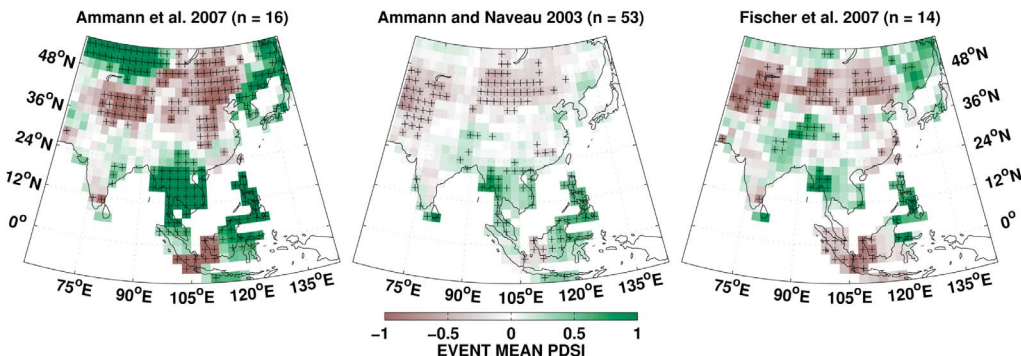 Ammann et al. 2007 (n = 16)
Ammann and Naveau 2003 (n = 53)
Fischer et al. 2007 (n = 14)
48°N
36°N
24°N
12°N
0°
48°N
36°N
24°N
12°N
0°
75°E 90°E 105°E 120°E 135°E
75°E 90°E 105°E 120°E 135°E
75°E 90°E 105°E 120°E 135°E
−1 −0.5 0 0.5 1
EVENT MEAN PDSI